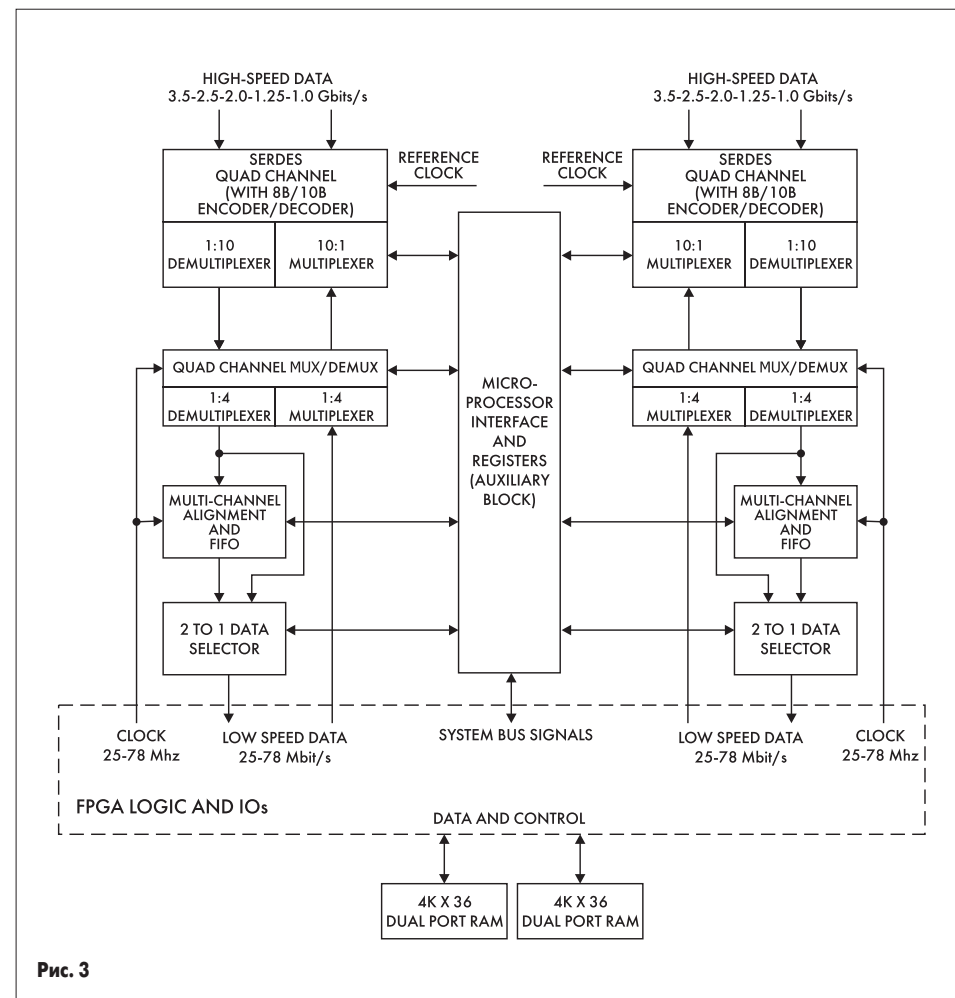 HIGH-SPEED DATA
3.5-2.5-2.0-1.25-1.0 Gbits/s
HIGH-SPEED DATA
3.5-2.5-2.0-1.25-1.0 Gbits/s
SERDES
QUAD CHANNEL
(WITH 8B/10B
ENCODER/DECODER)
REFERENCE
CLOCK
REFERENCE
CLOCK
SERDES
QUAD CHANNEL
(WITH 8B/10B
ENCODER/DECODER)
1:10
DEMULTIPLEXER
10:1
MULTIPLEXER
10:1
MULTIPLEXER
1:10
DEMULTIPLEXER
QUAD CHANNEL MUX/DEMUX
QUAD CHANNEL MUX/DEMUX
1:4
DEMULTIPLEXER
1:4
MULTIPLEXER
MICRO-
PROCESSOR
INTERFACE
AND
REGISTERS
(AUXILIARY
BLOCK)
1:4
MULTIPLEXER
1:4
DEMULTIPLEXER
MULTI-CHANNEL
ALIGNMENT
AND
FIFO
MULTI-CHANNEL
ALIGNMENT
AND
FIFO
2 TO 1 DATA
SELECTOR
2 TO 1 DATA
SELECTOR
CLOCK
25-78 Mhz
LOW SPEED DATA
25-78 Mbit/s
SYSTEM BUS SIGNALS
LOW SPEED DATA
25-78 Mbit/s
CLOCK
25-78 Mhz
FPGA LOGIC AND IOs
DATA AND CONTROL
4K X 36
DUAL PORT RAM
4K X 36
DUAL PORT RAM
Рис. 3